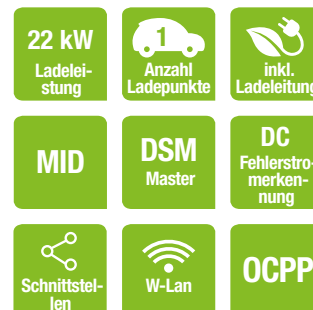 22 kW
Ladelei-
stung
1
Anzahl
Ladepunkte
inkl.
Ladeleitung
MID
DSM
Master
DC
Fehlerstro-
merken-
nung
Schnittstel-
len
W-Lan
OCPP